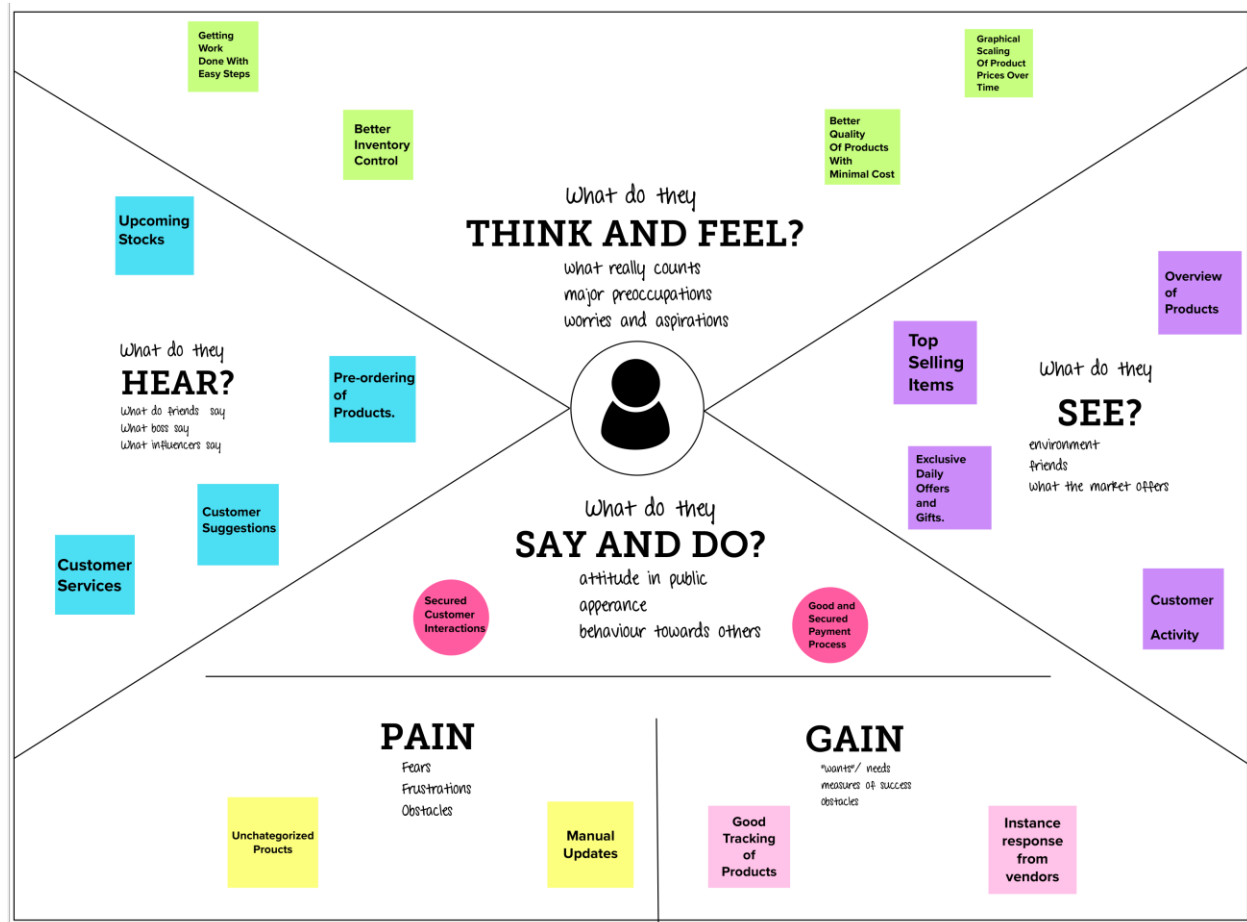 Getting
Work
Done With
Easy Steps
Better
Inventory
Control
Graphical
Scaling
Of Product
Prices Over
Time
Better
Quality
Of Products
With
Minimal Cost
What do they
THINK AND FEEL?
what really counts
major preoccupations
worries and aspirations
Upcoming
Stocks
What do they
HEAR?
What do friends say
What boss say
What influencers say
Pre-ordering
of
Products.
Customer
Suggestions
Customer
Services
Overview
of
Products
Top
Selling
Items
What do they
SEE?
environment
friends
what the market offers
Exclusive
Daily
Offers
and
Gifts.
Customer
Activity
What do they
SAY AND DO?
attitude in public
apperance
behaviour towards others
Secured
Customer
Interactions
Good and
Secured
Payment
Process
PAIN
Fears
Frustrations
Obstacles
Unchategorized
Proucts
Manual
Updates
GAIN
"wants"/ needs
measures of success
obstacles
Good
Tracking
of
Products
Instance
response
from
vendors